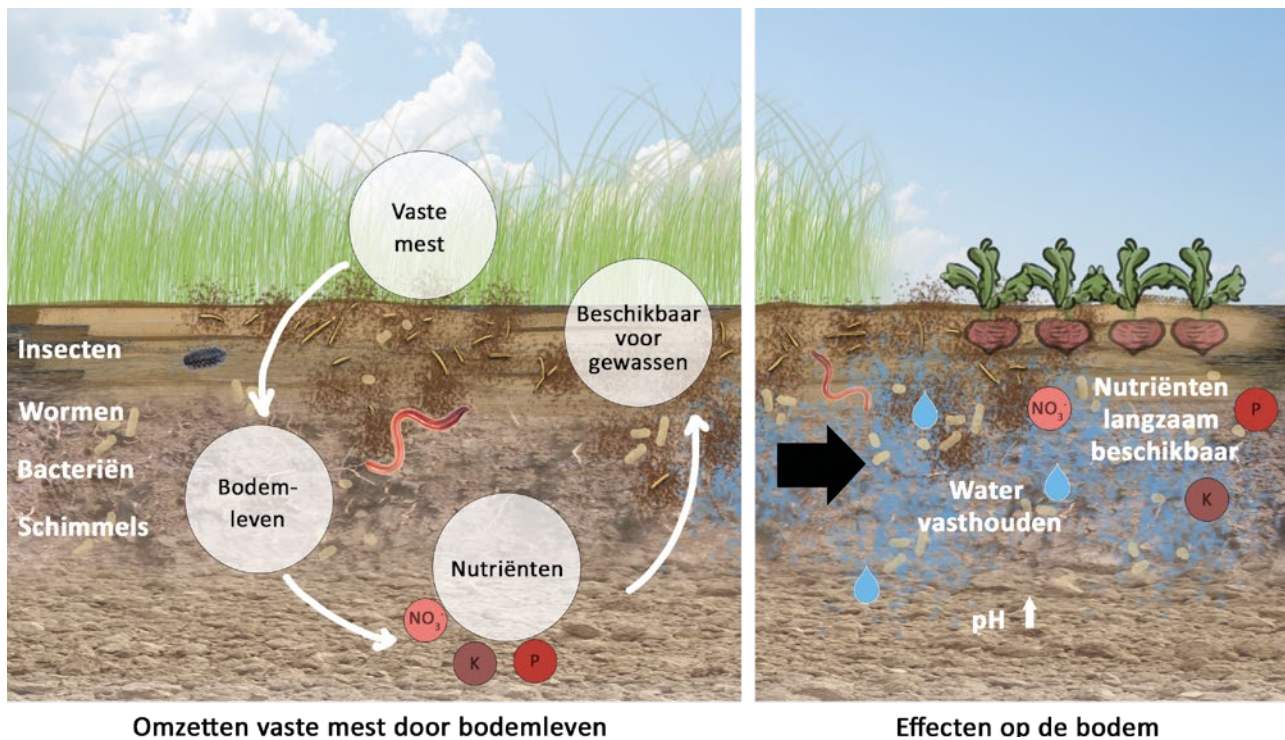 Vaste
mest
Beschikbaar
voor
gewassen
Insecten
Wormen
Bacteriën
Schimmels
Bodem-
leven
Nutriënten
NO₃⁻
K
P
Omzetten vaste mest door bodemleven
NO₃⁻
Nutriënten
langzaam
beschikbaar
P
Water
vasthouden
K
pH
Effecten op de bodem